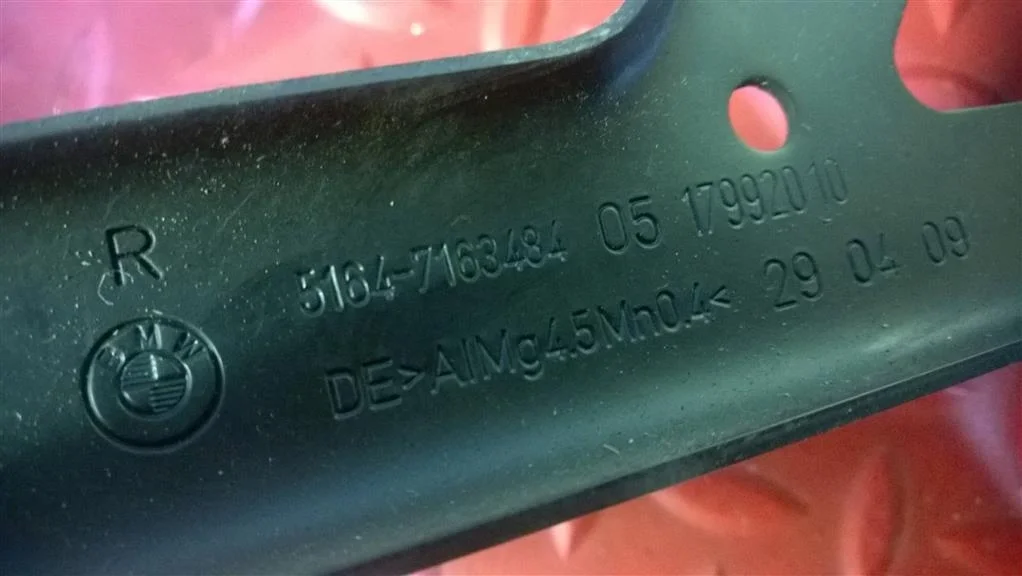 R
5164-7163484 05 17992010
BMW
DE>AlMg4.5Mn0.4< 29 04 09